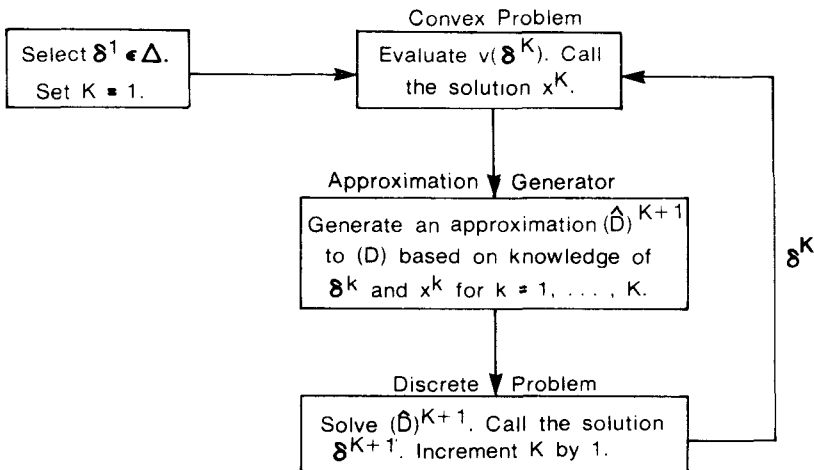 Convex Problem
Select δ¹ ϵ Δ.
Set K = 1.
Evaluate v(δᴷ). Call
the solution xᴷ.
Approximation Generator
Generate an approximation (D̂)ᴷ⁺¹
to (D) based on knowledge of
δᵏ and xᵏ for k = 1, . . . , K.
δᴷ
Discrete Problem
Solve (D̂)ᴷ⁺¹. Call the solution
δᴷ⁺¹. Increment K by 1.